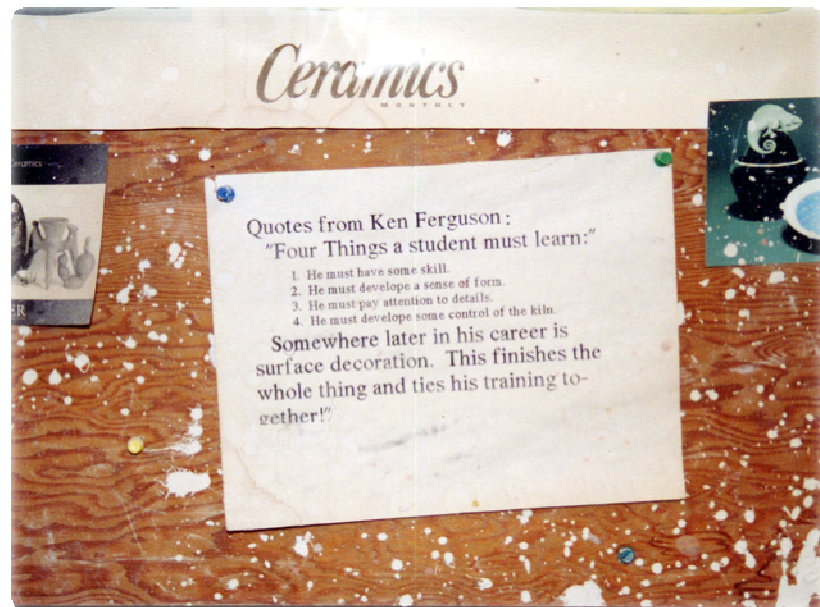 Ceramics
MONTHLY
Ceramics
Quotes from Ken Ferguson:
"Four Things a student must learn:"
1. He must have some skill.
2. He must develope a sense of form.
3. He must pay attention to details.
4. He must develope some control of the kiln.
Somewhere later in his career is
surface decoration. This finishes the
whole thing and ties his training to-
gether!"
ER